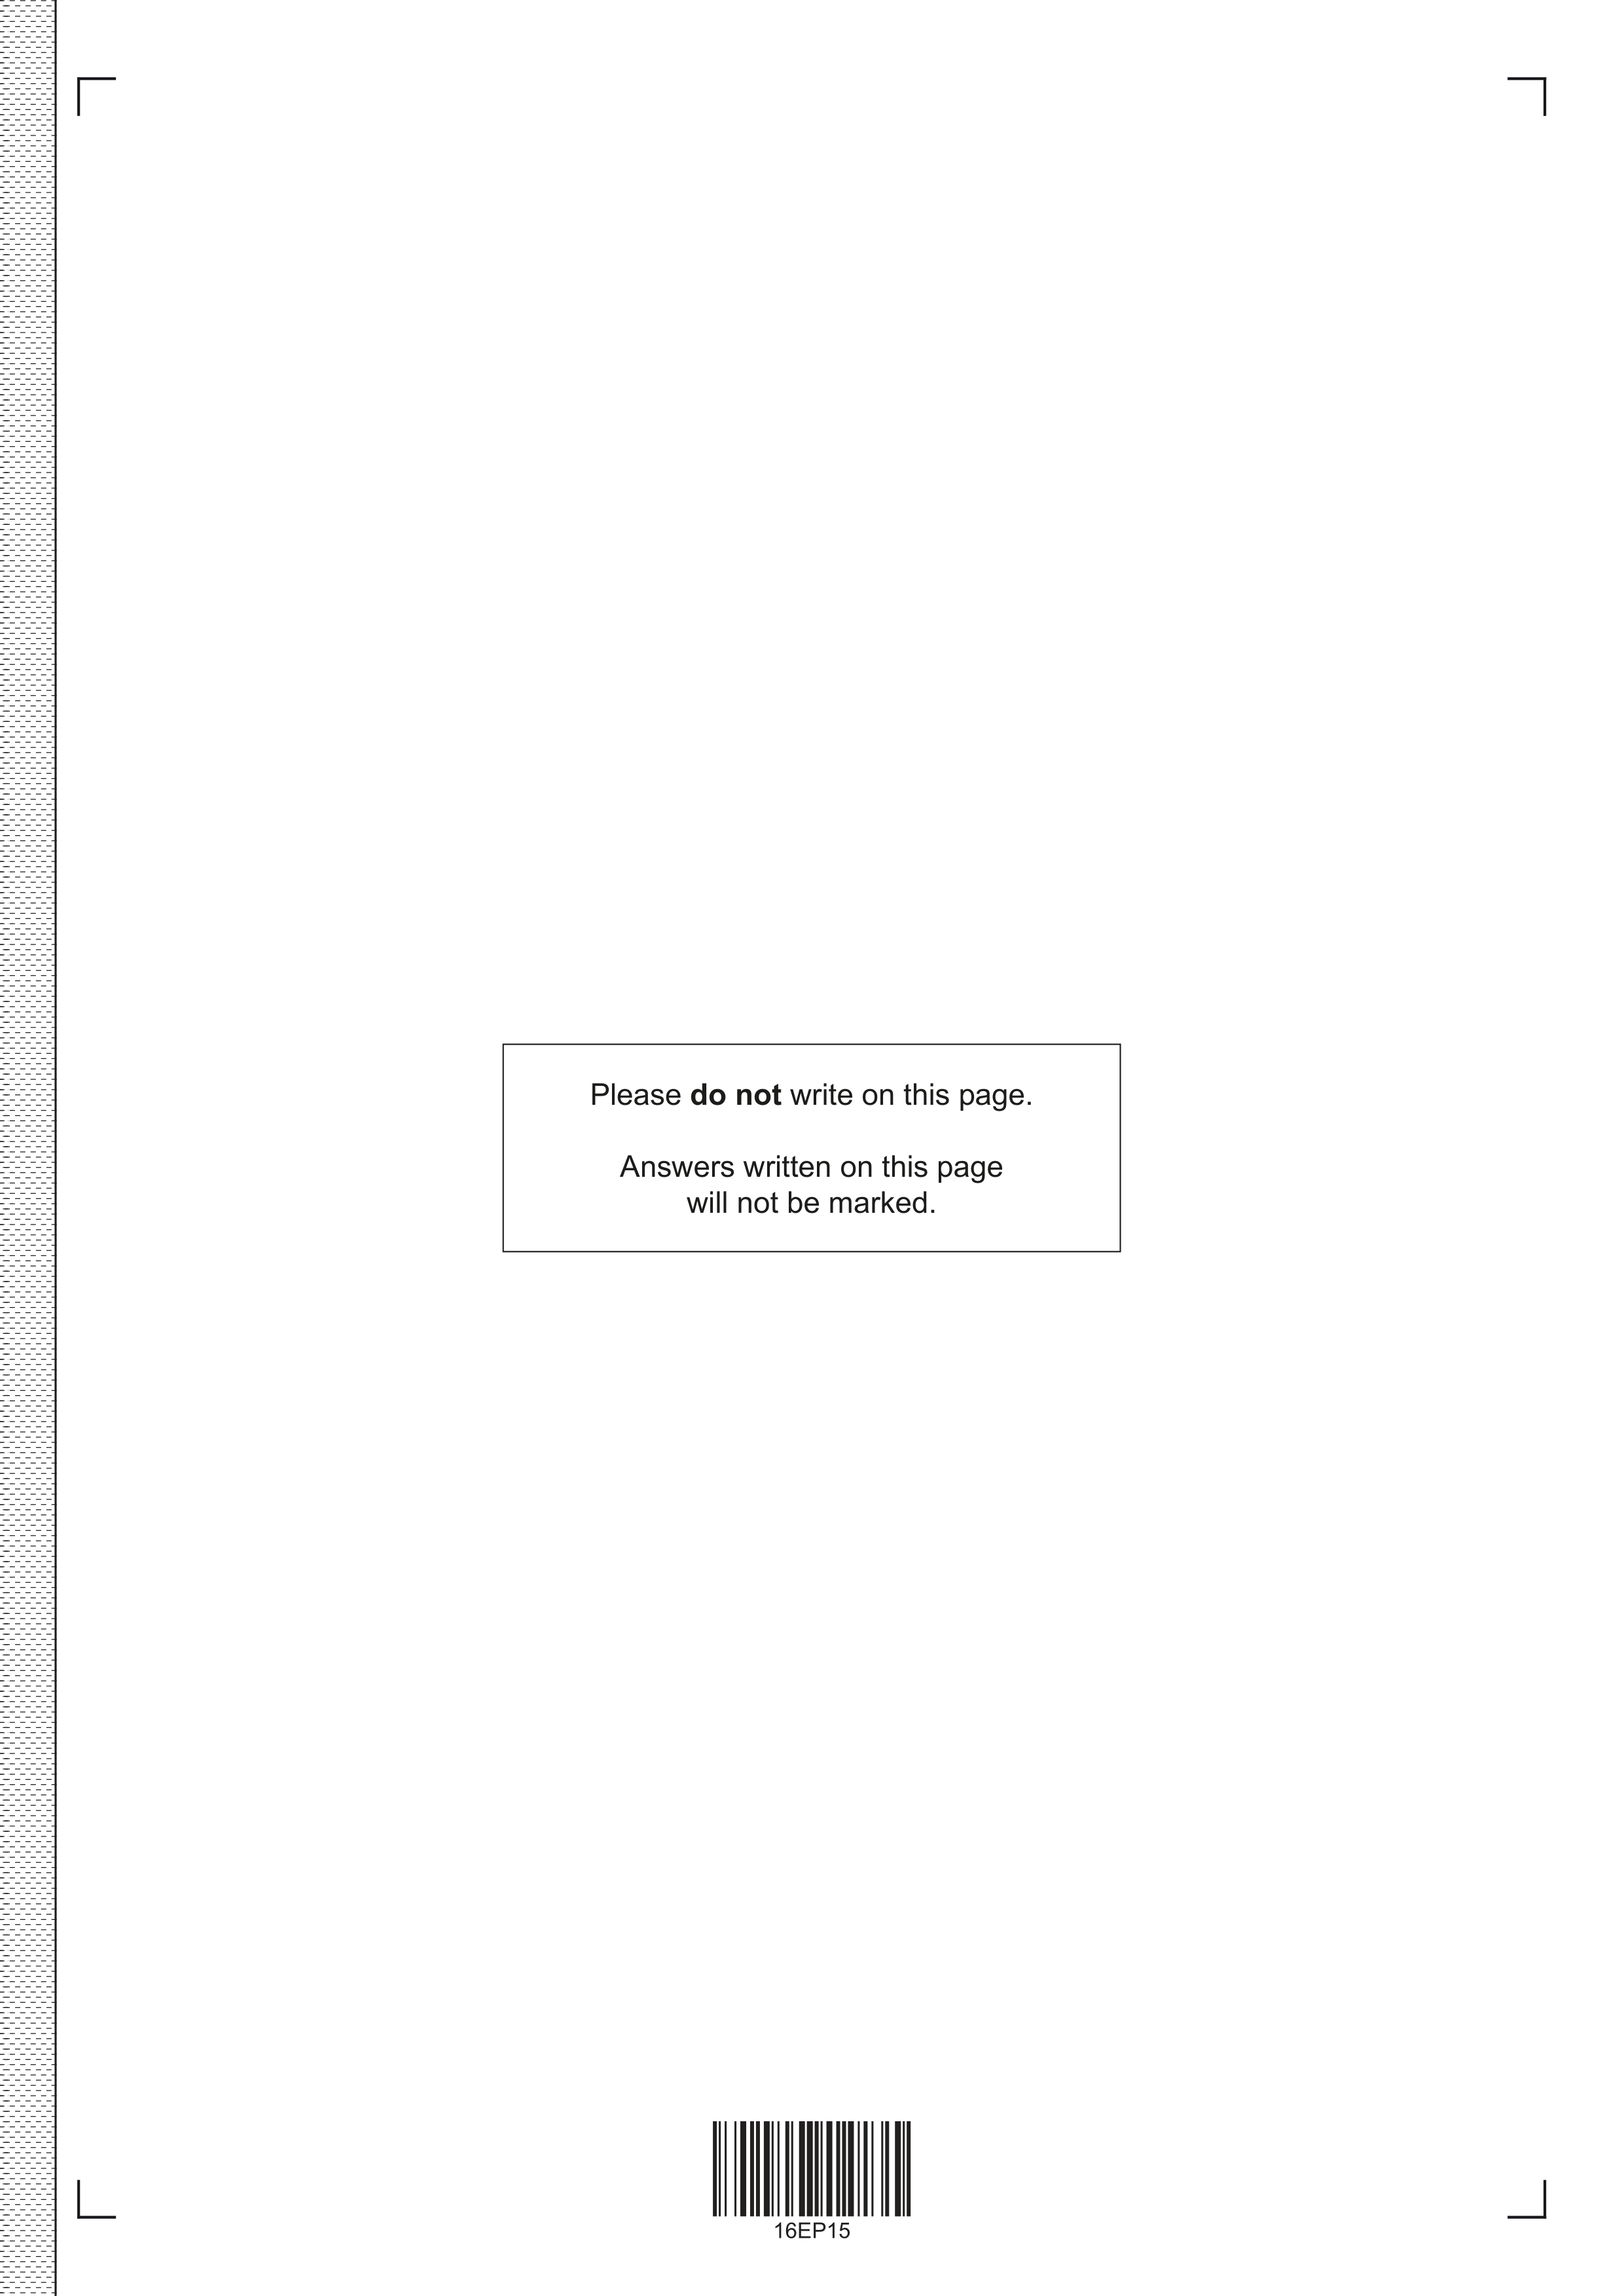 Please do not write on this page.
Answers written on this page
will not be marked.
16EP15